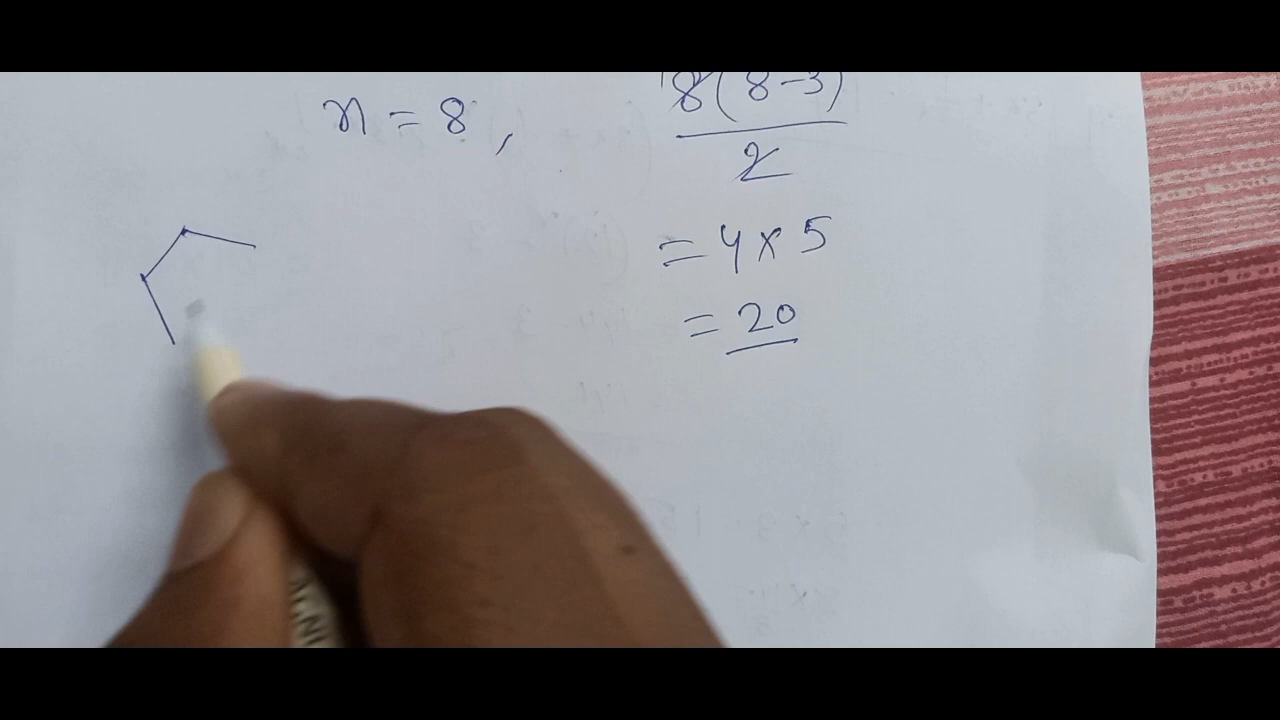 n = 8 ,
8(8-3)
2
= 4 x 5
= 20